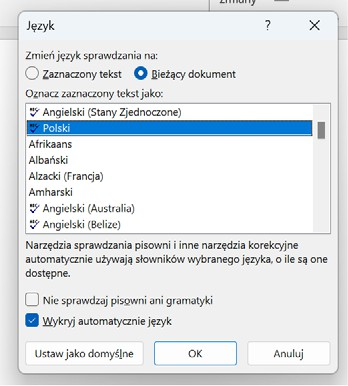 Zmiany
Język
?
Zmień język sprawdzania na:
Zaznaczony tekst
Bieżący dokument
Oznacz zaznaczony tekst jako:
Angielski (Stany Zjednoczone)
Polski
Afrikaans
Albański
Alzacki (Francja)
Amharski
Angielski (Australia)
Angielski (Belize)
Narzędzia sprawdzania pisowni i inne narzędzia korekcyjne
automatycznie używają słowników wybranego języka, o ile są one
dostępne.
Nie sprawdzaj pisowni ani gramatyki
Wykryj automatycznie język
Ustaw jako domyślne
OK
Anuluj